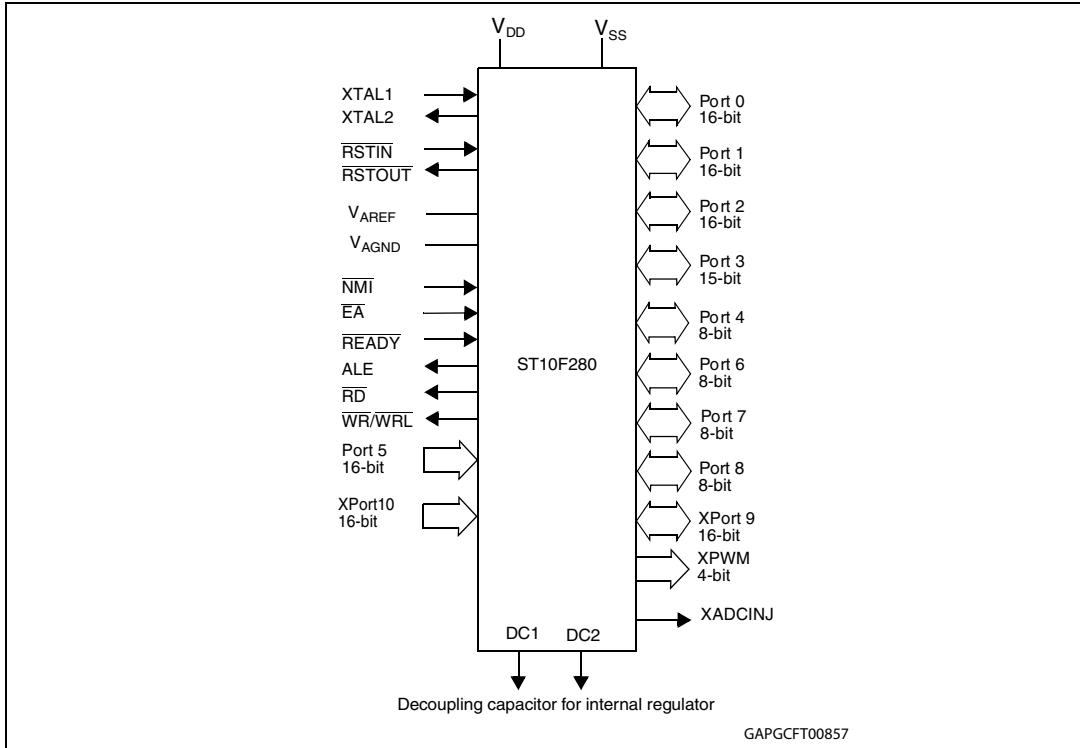 VDD VSS
XTAL1
XTAL2
RSTIN
RSTOUT
VAREF
VAGND
NMI
EA
READY
ALE
RD
WR/WRL
Port 5
16-bit
XPort10
16-bit
ST10F280
Port 0
16-bit
Port 1
16-bit
Port 2
16-bit
Port 3
15-bit
Port 4
8-bit
Port 6
8-bit
Port 7
8-bit
Port 8
8-bit
XPort 9
16-bit
XPWM
4-bit
XADCINJ
DC1 DC2
Decoupling capacitor for internal regulator
GAPGCFT00857